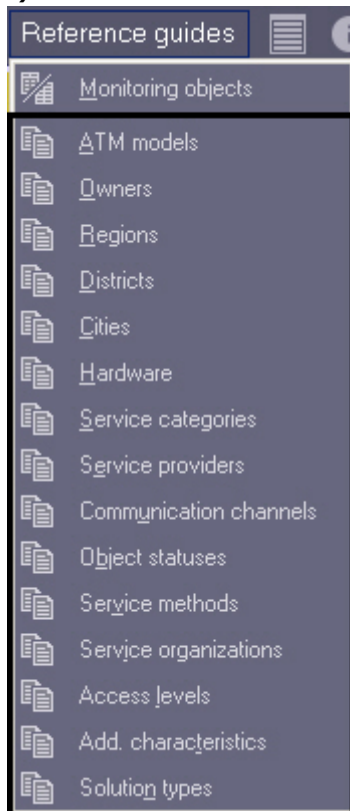 Reference guides
Monitoring objects
ATM models
Owners
Regions
Districts
Cities
Hardware
Service categories
Service providers
Communication channels
Object statuses
Service methods
Service organizations
Access levels
Add. characteristics
Solution types